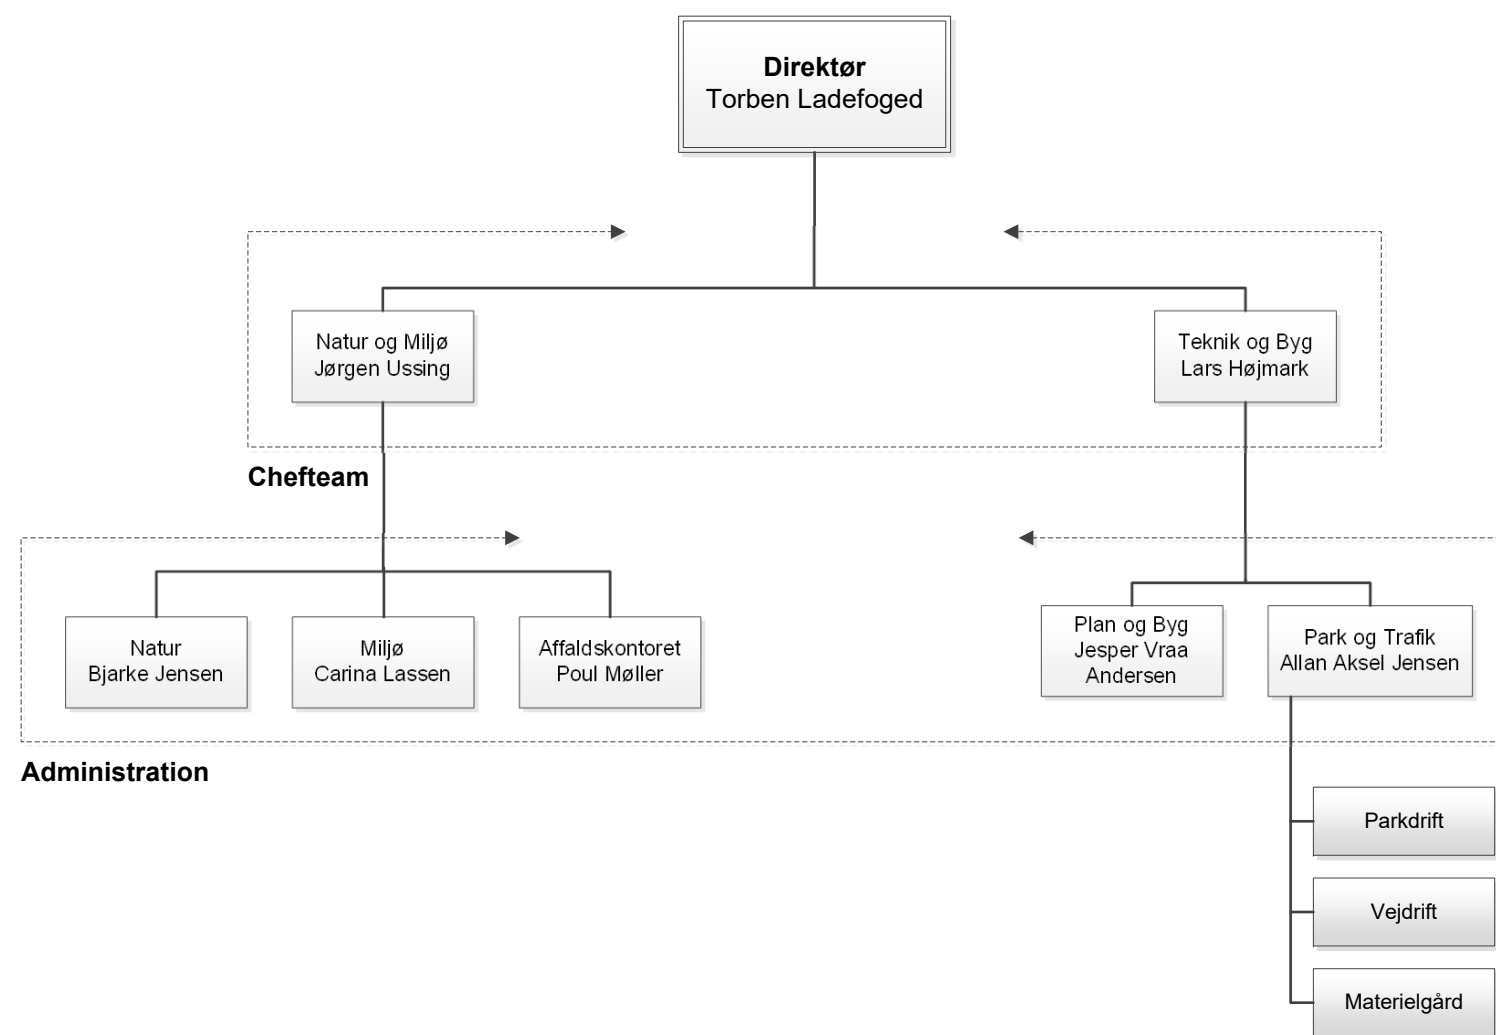 Direktør
Torben Ladefoged
Natur og Miljø
Jørgen Ussing
Teknik og Byg
Lars Højmark
Chefteam
Natur
Bjarke Jensen
Miljø
Carina Lassen
Affaldskontoret
Poul Møller
Plan og Byg
Jesper Vraa
Andersen
Park og Trafik
Allan Aksel Jensen
Administration
Parkdrift
Vejdrift
Materielgård